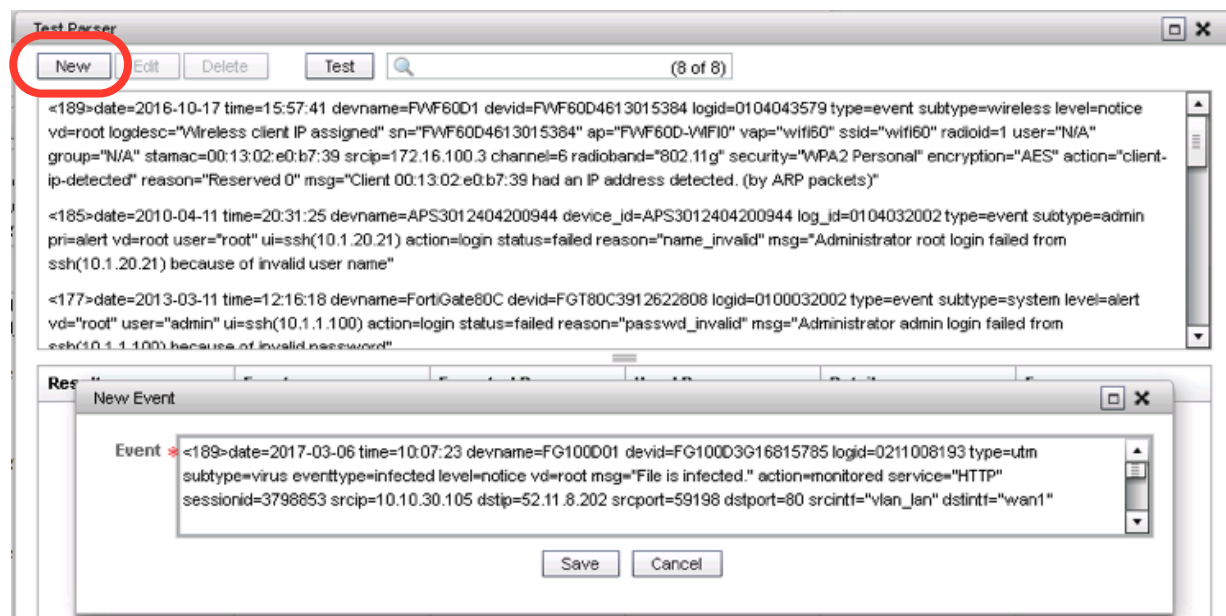 Test Parser
New Edit Delete Test (8 of 8)
<189>date=2016-10-17 time=15:57:41 devname=FWF60D1 devid=FWF60D4613015384 logid=0104043579 type=event subtype=wireless level=notice
vd=root logdesc="Wireless client IP assigned" sn="FWF60D4613015384" ap="FWF60D-WIFI0" vap="wifi60" ssid="wifi60" radioid=1 user="N/A"
group="N/A" stamac=00:13:02:e0:b7:39 srcip=172.16.100.3 channel=6 radioband="802.11g" security="WPA2 Personal" encryption="AES" action="client-
ip-detected" reason="Reserved 0" msg="Client 00:13:02:e0:b7:39 had an IP address detected. (by ARP packets)"
<185>date=2010-04-11 time=20:31:25 devname=APS3012404200944 device_id=APS3012404200944 log_id=0104032002 type=event subtype=admin
pri=alert vd=root user="root" ui=ssh(10.1.20.21) action=login status=failed reason="name_invalid" msg="Administrator root login failed from
ssh(10.1.20.21) because of invalid user name"
<177>date=2013-03-11 time=12:16:18 devname=FortiGate80C devid=FGT80C3912622808 logid=0100032002 type=event subtype=system level=alert
vd="root" user="admin" ui=ssh(10.1.1.100) action=login status=failed reason="passwd_invalid" msg="Administrator admin login failed from
ssh(10.1.1.100) because of invalid password"
New Event
Event * <189>date=2017-03-06 time=10:07:23 devname=FG100D01 devid=FG100D3G16815785 logid=0211008193 type=utm
subtype=virus eventtype=infected level=notice vd=root msg="File is infected." action=monitored service="HTTP"
sessionid=3798853 srcip=10.10.30.105 dstip=52.11.8.202 srcport=59198 dstport=80 srcintf="vlan_lan" dstintf="wan1"
Save Cancel